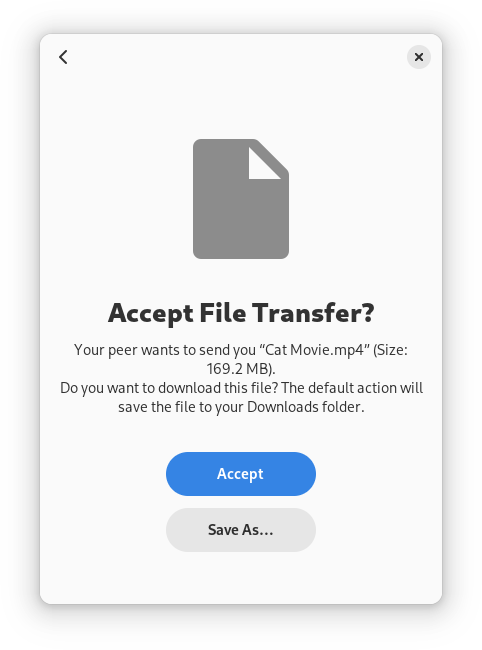 Accept File Transfer?
Your peer wants to send you “Cat Movie.mp4” (Size:
169.2 MB).
Do you want to download this file? The default action will
save the file to your Downloads folder.
Accept
Save As…